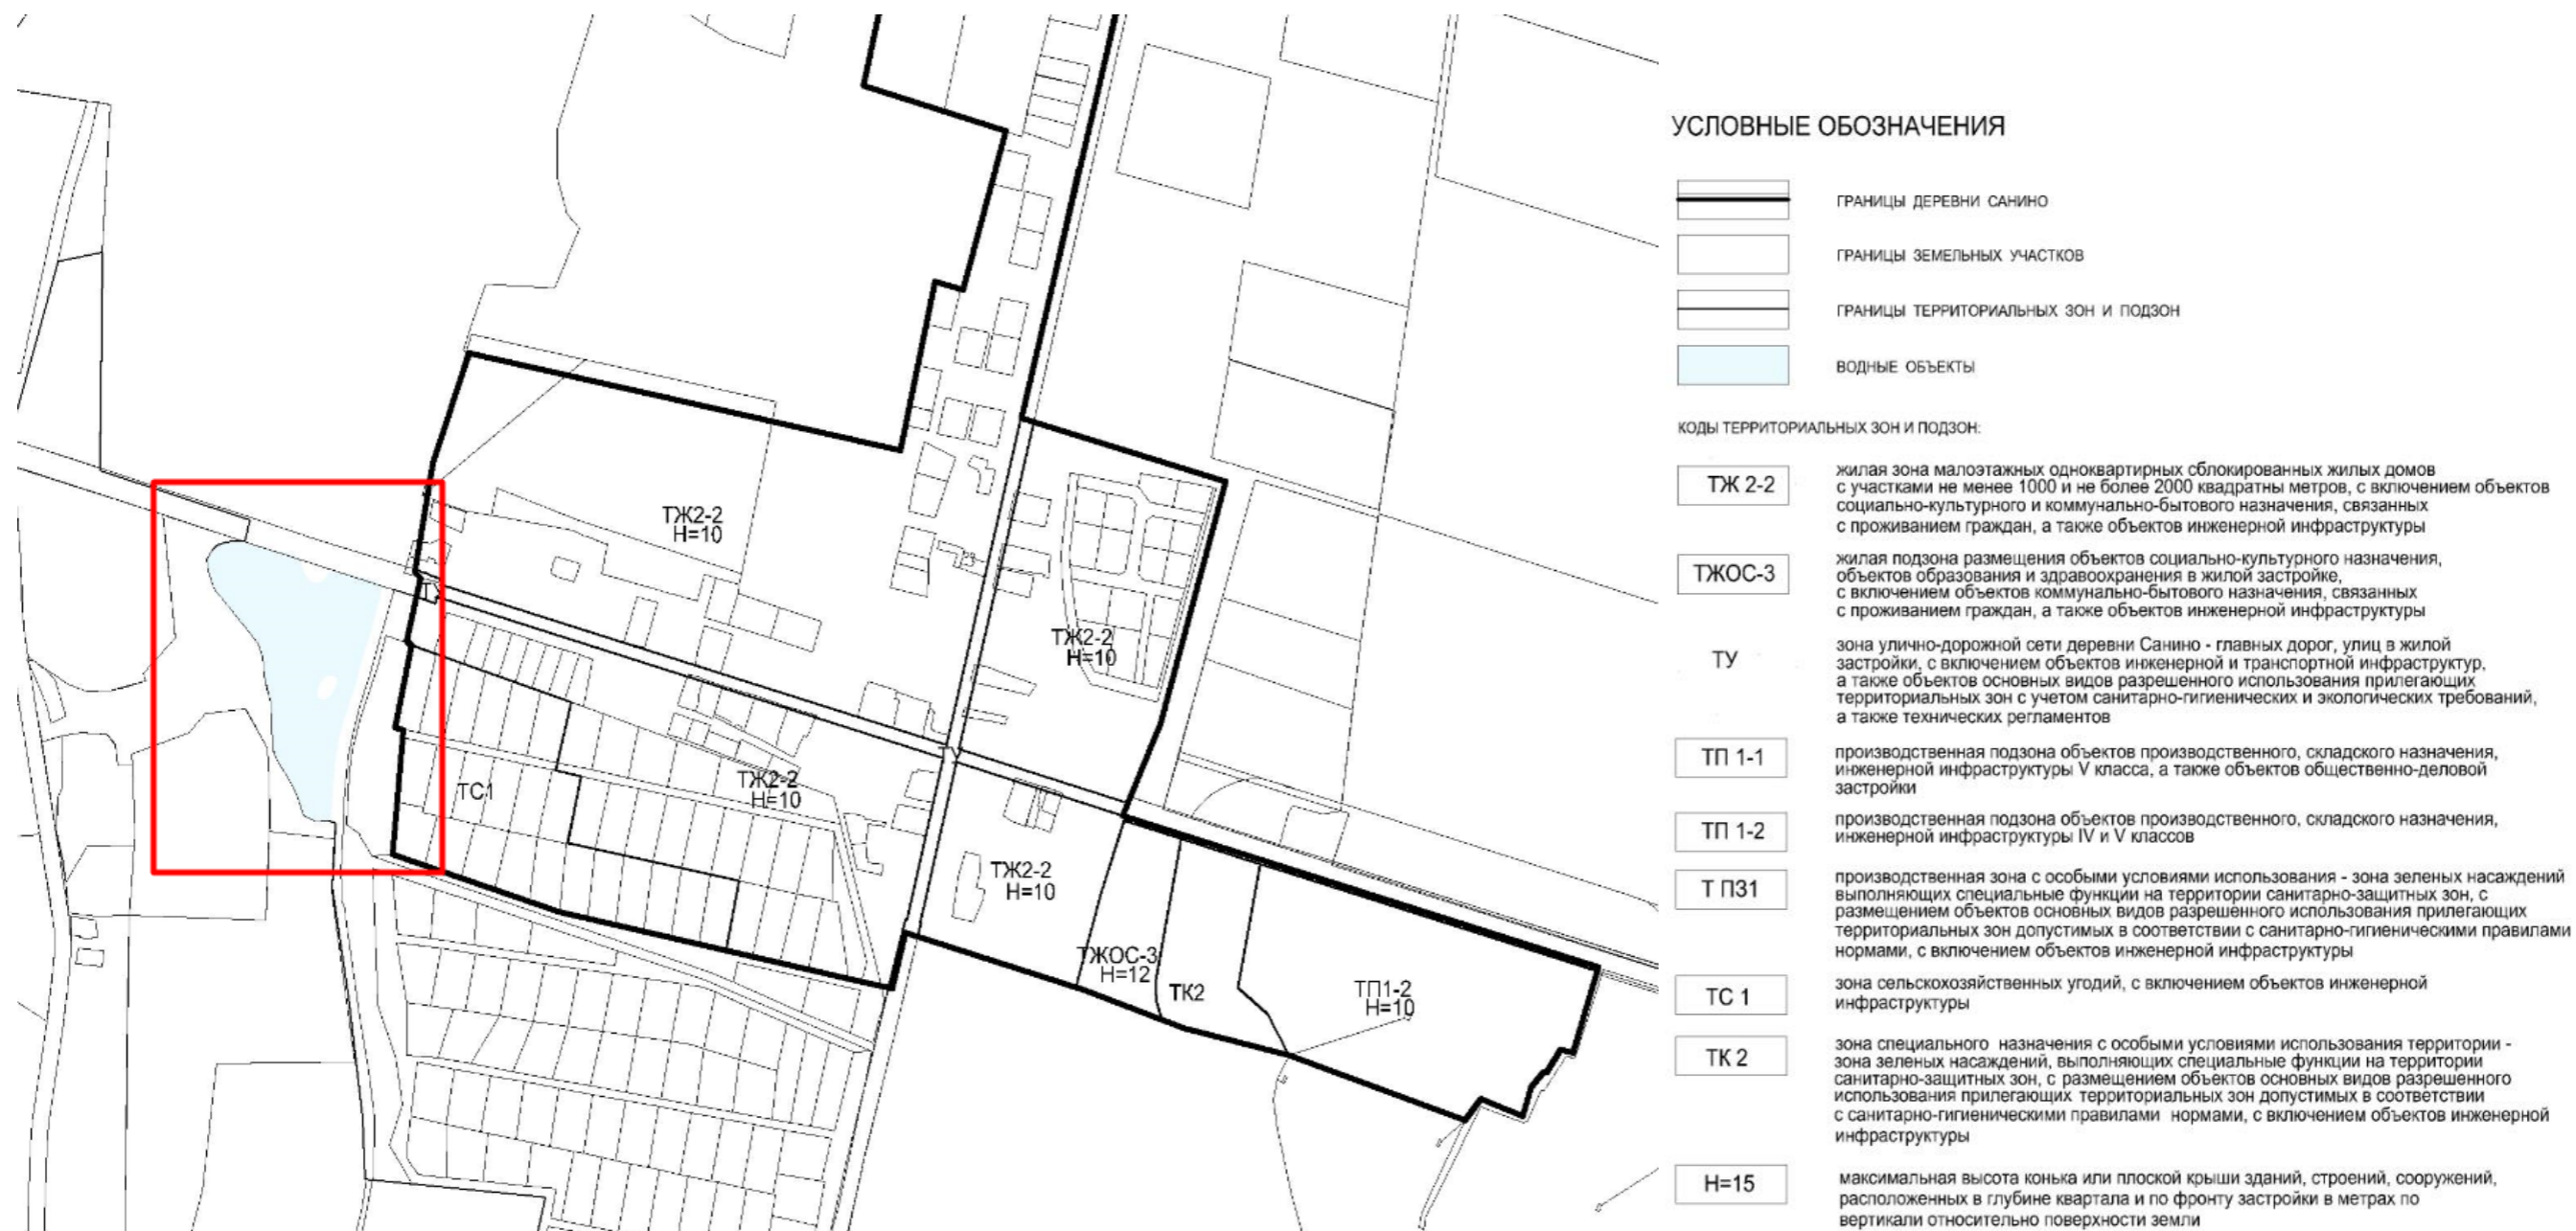 ТЖ2-2
Н=10
ТУ
ТЖ2-2
Н=10
ТУ
ТС1
ТЖ2-2
Н=10
ТЖ2-2
Н=10
ТЖОС-3
Н=12
ТК2
ТП1-2
Н=10
УСЛОВНЫЕ ОБОЗНАЧЕНИЯ
ГРАНИЦЫ ДЕРЕВНИ САНИНО
ГРАНИЦЫ ЗЕМЕЛЬНЫХ УЧАСТКОВ
ГРАНИЦЫ ТЕРРИТОРИАЛЬНЫХ ЗОН И ПОДЗОН
ВОДНЫЕ ОБЪЕКТЫ
КОДЫ ТЕРРИТОРИАЛЬНЫХ ЗОН И ПОДЗОН:
ТЖ 2-2
жилая зона малоэтажных одноквартирных сблокированных жилых домов
с участками не менее 1000 и не более 2000 квадратны метров, с включением объектов
социально-культурного и коммунально-бытового назначения, связанных
с проживанием граждан, а также объектов инженерной инфраструктуры
ТЖОС-3
жилая подзона размещения объектов социально-культурного назначения,
объектов образования и здравоохранения в жилой застройке,
с включением объектов коммунально-бытового назначения, связанных
с проживанием граждан, а также объектов инженерной инфраструктуры
ТУ
зона улично-дорожной сети деревни Санино - главных дорог, улиц в жилой
застройки, с включением объектов инженерной и транспортной инфраструктур,
а также объектов основных видов разрешенного использования прилегающих
территориальных зон с учетом санитарно-гигиенических и экологических требований,
а также технических регламентов
ТП 1-1
производственная подзона объектов производственного, складского назначения,
инженерной инфраструктуры V класса, а также объектов общественно-деловой
застройки
ТП 1-2
производственная подзона объектов производственного, складского назначения,
инженерной инфраструктуры IV и V классов
Т ПЗ1
производственная зона с особыми условиями использования - зона зеленых насаждений
выполняющих специальные функции на территории санитарно-защитных зон, с
размещением объектов основных видов разрешенного использования прилегающих
территориальных зон допустимых в соответствии с санитарно-гигиеническими правилами
нормами, с включением объектов инженерной инфраструктуры
ТС 1
зона сельскохозяйственных угодий, с включением объектов инженерной
инфраструктуры
ТК 2
зона специального назначения с особыми условиями использования территории -
зона зеленых насаждений, выполняющих специальные функции на территории
санитарно-защитных зон, с размещением объектов основных видов разрешенного
использования прилегающих территориальных зон допустимых в соответствии
с санитарно-гигиеническими правилами нормами, с включением объектов инженерной
инфраструктуры
Н=15
максимальная высота конька или плоской крыши зданий, строений, сооружений,
расположенных в глубине квартала и по фронту застройки в метрах по
вертикали относительно поверхности земли